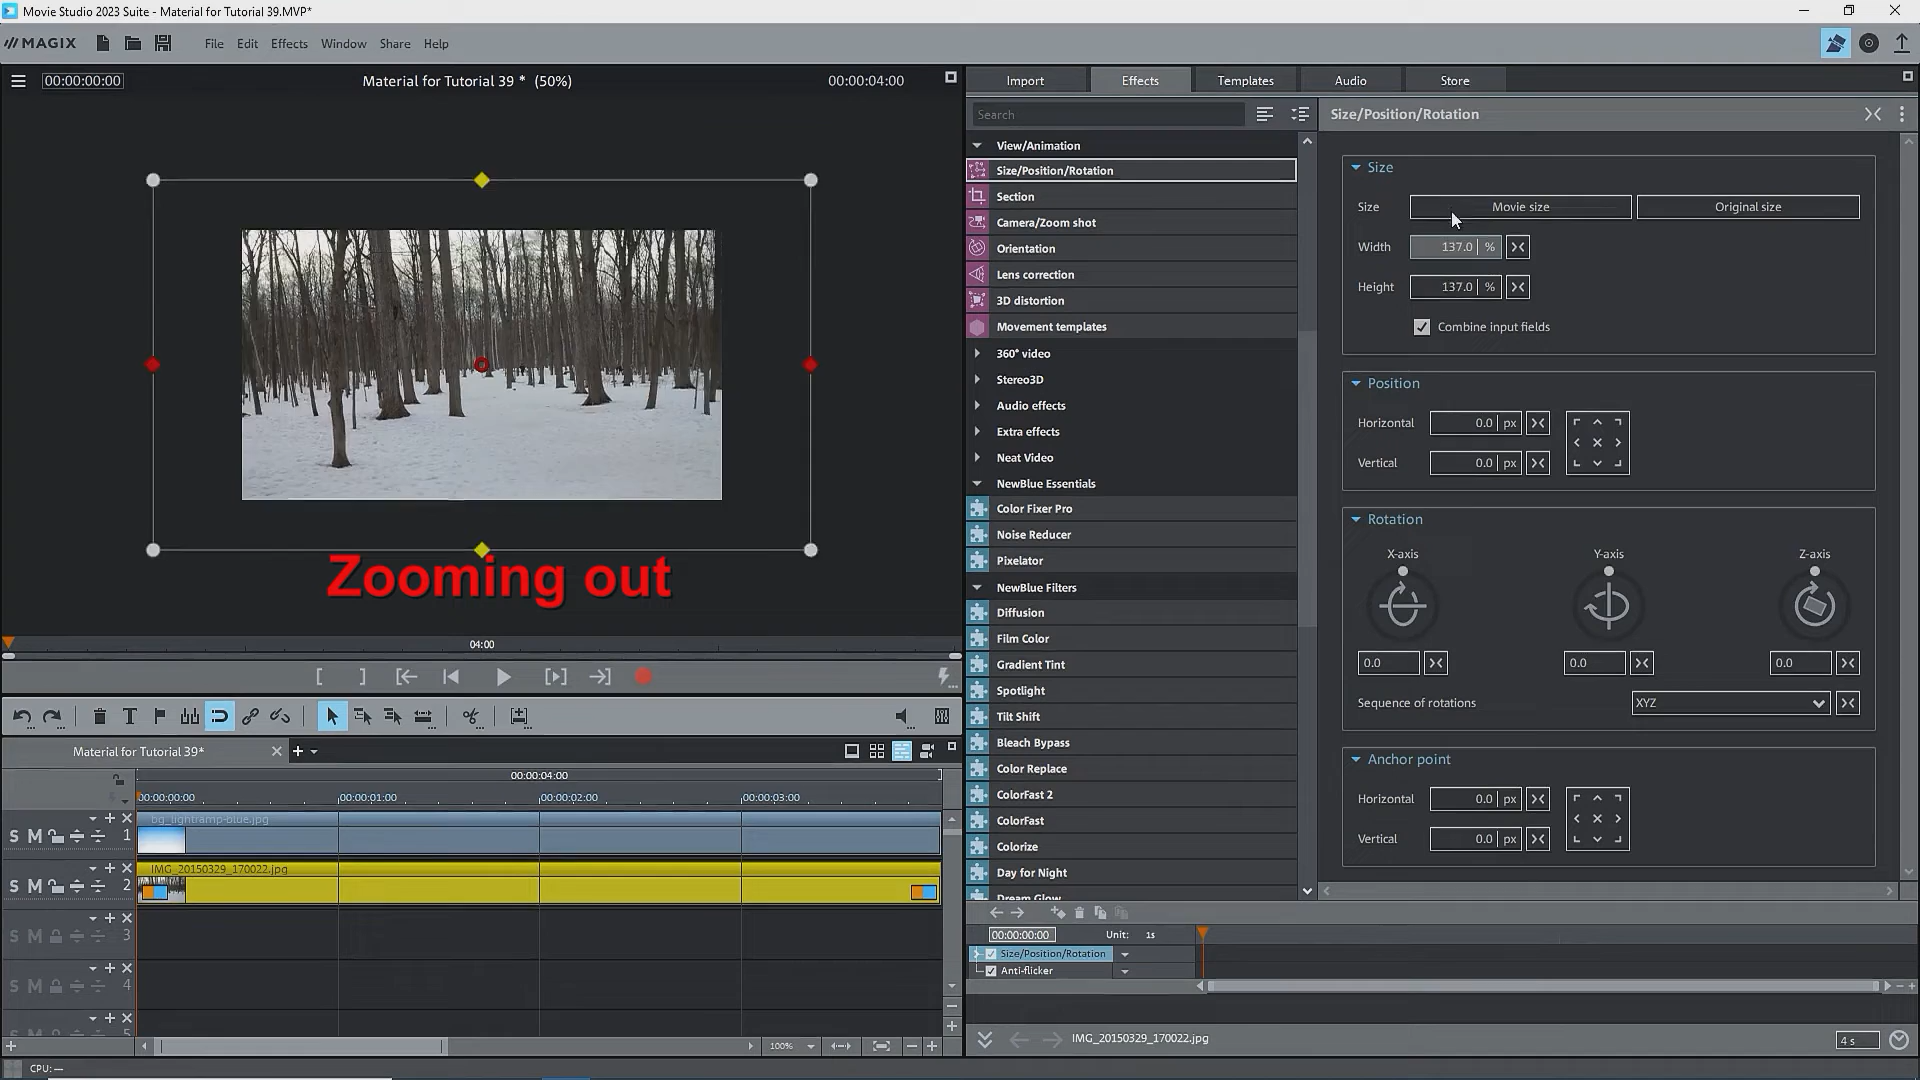 Movie Studio 2023 Suite - Material for Tutorial 39.MVP*
MAGIX File Edit Effects Window Share Help
00:00:00:00 Material for Tutorial 39 * (50%) 00:00:04:00
Import Effects Templates Audio Store
Search
View/Animation
Size/Position/Rotation
Section
Camera/Zoom shot
Orientation
Lens correction
3D distortion
Movement templates
360° video
Stereo3D
Audio effects
Extra effects
Neat Video
NewBlue Essentials
Color Fixer Pro
Noise Reducer
Pixelator
NewBlue Filters
Diffusion
Film Color
Gradient Tint
Spotlight
Tilt Shift
Bleach Bypass
Color Replace
ColorFast 2
ColorFast
Colorize
Day for Night
Dream Glow
Size/Position/Rotation
Size
Size Movie size Original size
Width 137.0 %
Height 137.0 %
Combine input fields
Position
Horizontal 0.0 px
Vertical 0.0 px
Rotation
X-axis Y-axis Z-axis
0.0 0.0 0.0
Sequence of rotations XYZ
Anchor point
Horizontal 0.0 px
Vertical 0.0 px
Zooming out
04:00
Material for Tutorial 39*
00:00:04:00
00:00:00:00 00:00:01:00 00:00:02:00 00:00:03:00
bg_lightramp-blue.jpg
S M 1
IMG_20150329_170022.jpg
S M 2
S M 3
S M 4
S M 5
100%
00:00:00:00 Unit: 1s
Size/Position/Rotation
Anti-flicker
IMG_20150329_170022.jpg 4 s
CPU: —